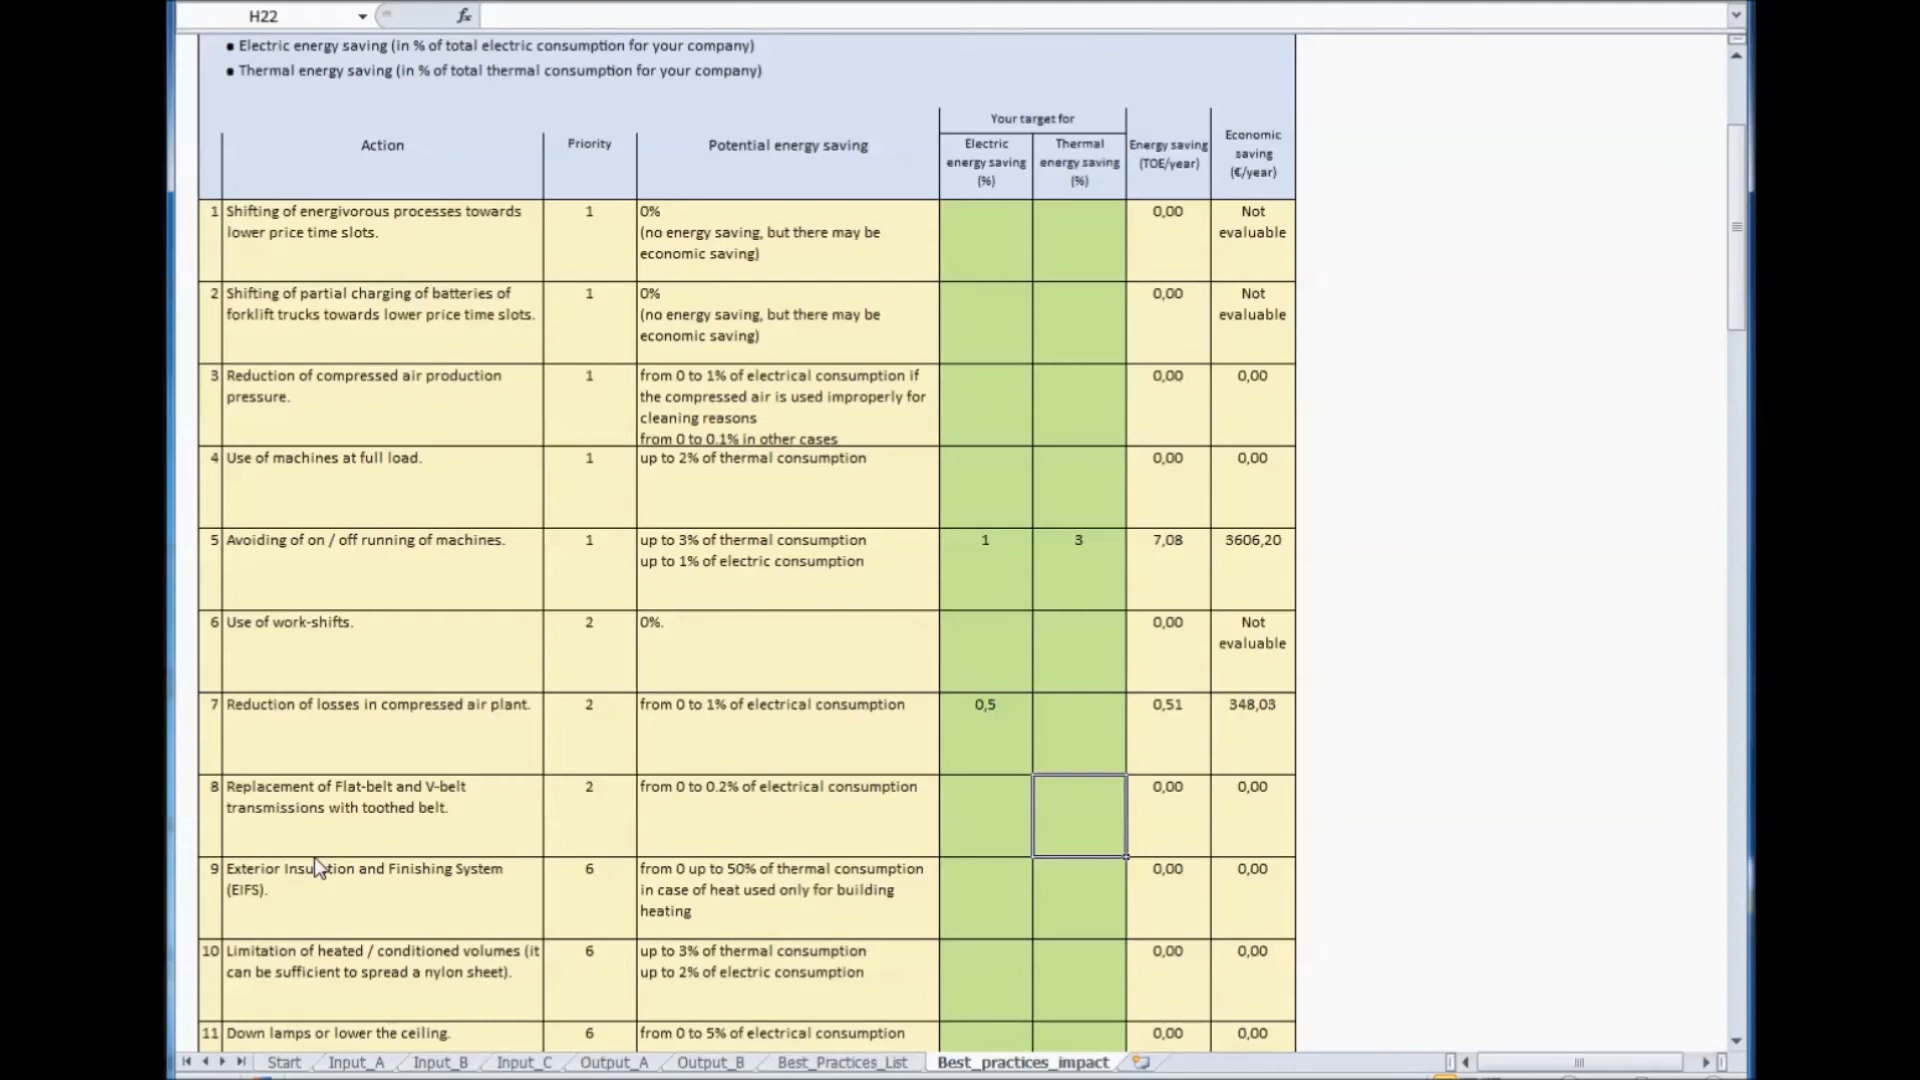 H22
fx
▪ Electric energy saving (in % of total electric consumption for your company)
▪ Thermal energy saving (in % of total thermal consumption for your company)
Your target for
Action
Priority
Potential energy saving
Electric
energy saving
(%)
Thermal
energy saving
(%)
Energy saving
(TOE/year)
Economic
saving
(€/year)
1 Shifting of energivorous processes towards
lower price time slots.
1
0%
(no energy saving, but there may be
economic saving)
0,00
Not
evaluable
2 Shifting of partial charging of batteries of
forklift trucks towards lower price time slots.
1
0%
(no energy saving, but there may be
economic saving)
0,00
Not
evaluable
3 Reduction of compressed air production
pressure.
1
from 0 to 1% of electrical consumption if
the compressed air is used improperly for
cleaning reasons
from 0 to 0.1% in other cases
0,00
0,00
4 Use of machines at full load.
1
up to 2% of thermal consumption
0,00
0,00
5 Avoiding of on / off running of machines.
1
up to 3% of thermal consumption
up to 1% of electric consumption
1
3
7,08
3606,20
6 Use of work-shifts.
2
0%.
0,00
Not
evaluable
7 Reduction of losses in compressed air plant.
2
from 0 to 1% of electrical consumption
0,5
0,51
348,03
8 Replacement of Flat-belt and V-belt
transmissions with toothed belt.
2
from 0 to 0.2% of electrical consumption
0,00
0,00
9 Exterior Insulation and Finishing System
(EIFS).
6
from 0 up to 50% of thermal consumption
in case of heat used only for building
heating
0,00
0,00
10 Limitation of heated / conditioned volumes (it
can be sufficient to spread a nylon sheet).
6
up to 3% of thermal consumption
up to 2% of electric consumption
0,00
0,00
11 Down lamps or lower the ceiling.
6
from 0 to 5% of electrical consumption
0,00
0,00
Start
Input_A
Input_B
Input_C
Output_A
Output_B
Best_Practices_List
Best_practices_impact